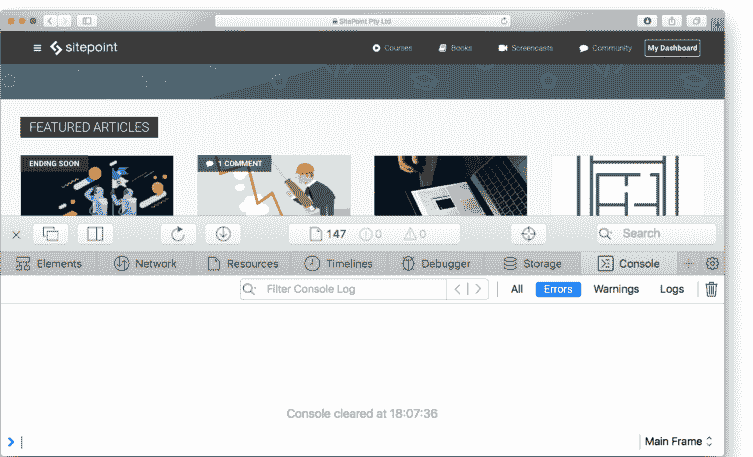 SitePoint Pty Ltd
sitepoint
Courses
Books
Screencasts
Community
My Dashboard
FEATURED ARTICLES
ENDING SOON
1 COMMENT
147
0
0
Search
Elements
Network
Resources
Timelines
Debugger
Storage
Console
Filter Console Log
All
Errors
Warnings
Logs
Console cleared at 18:07:36
Main Frame